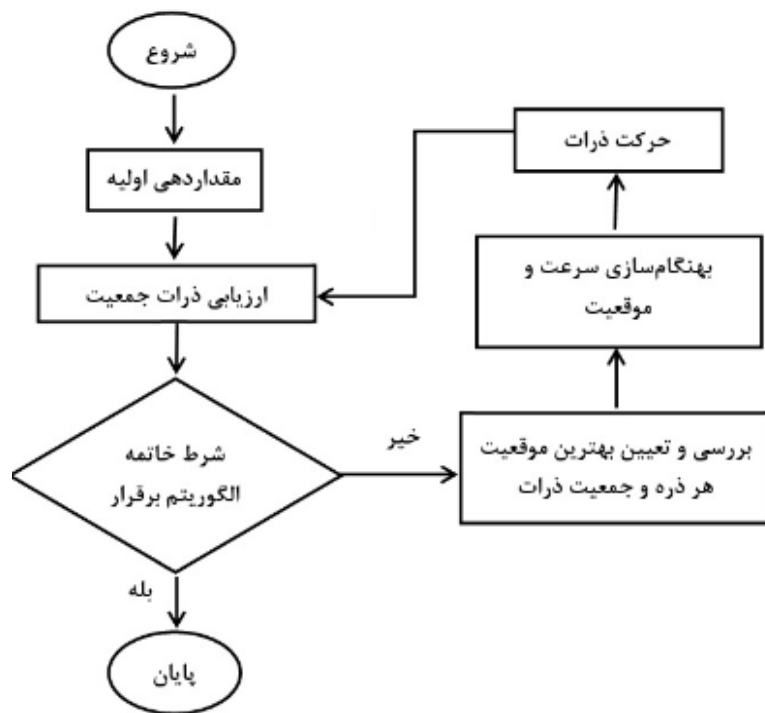 شروع
مقداردهی اولیه
ارزیابی ذرات جمعیت
شرط خاتمه
الگوریتم برقرار
خیر
بله
پایان
بررسی و تعیین بهترین موقعیت
هر ذره و جمعیت ذرات
بهنگام‌سازی سرعت و
موقعیت
حرکت ذرات